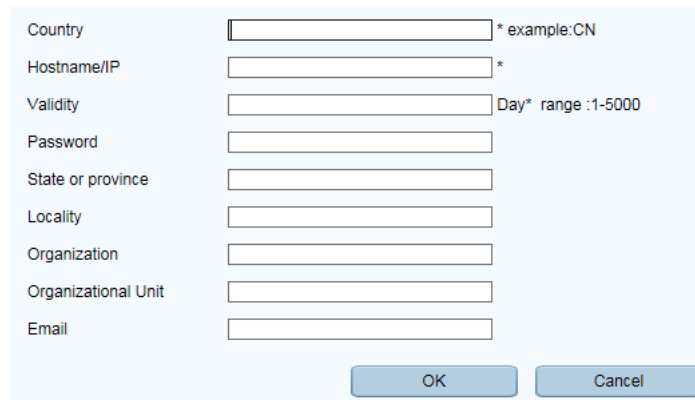 Country * example:CN
Hostname/IP *
Validity Day* range :1-5000
Password
State or province
Locality
Organization
Organizational Unit
Email
OK Cancel